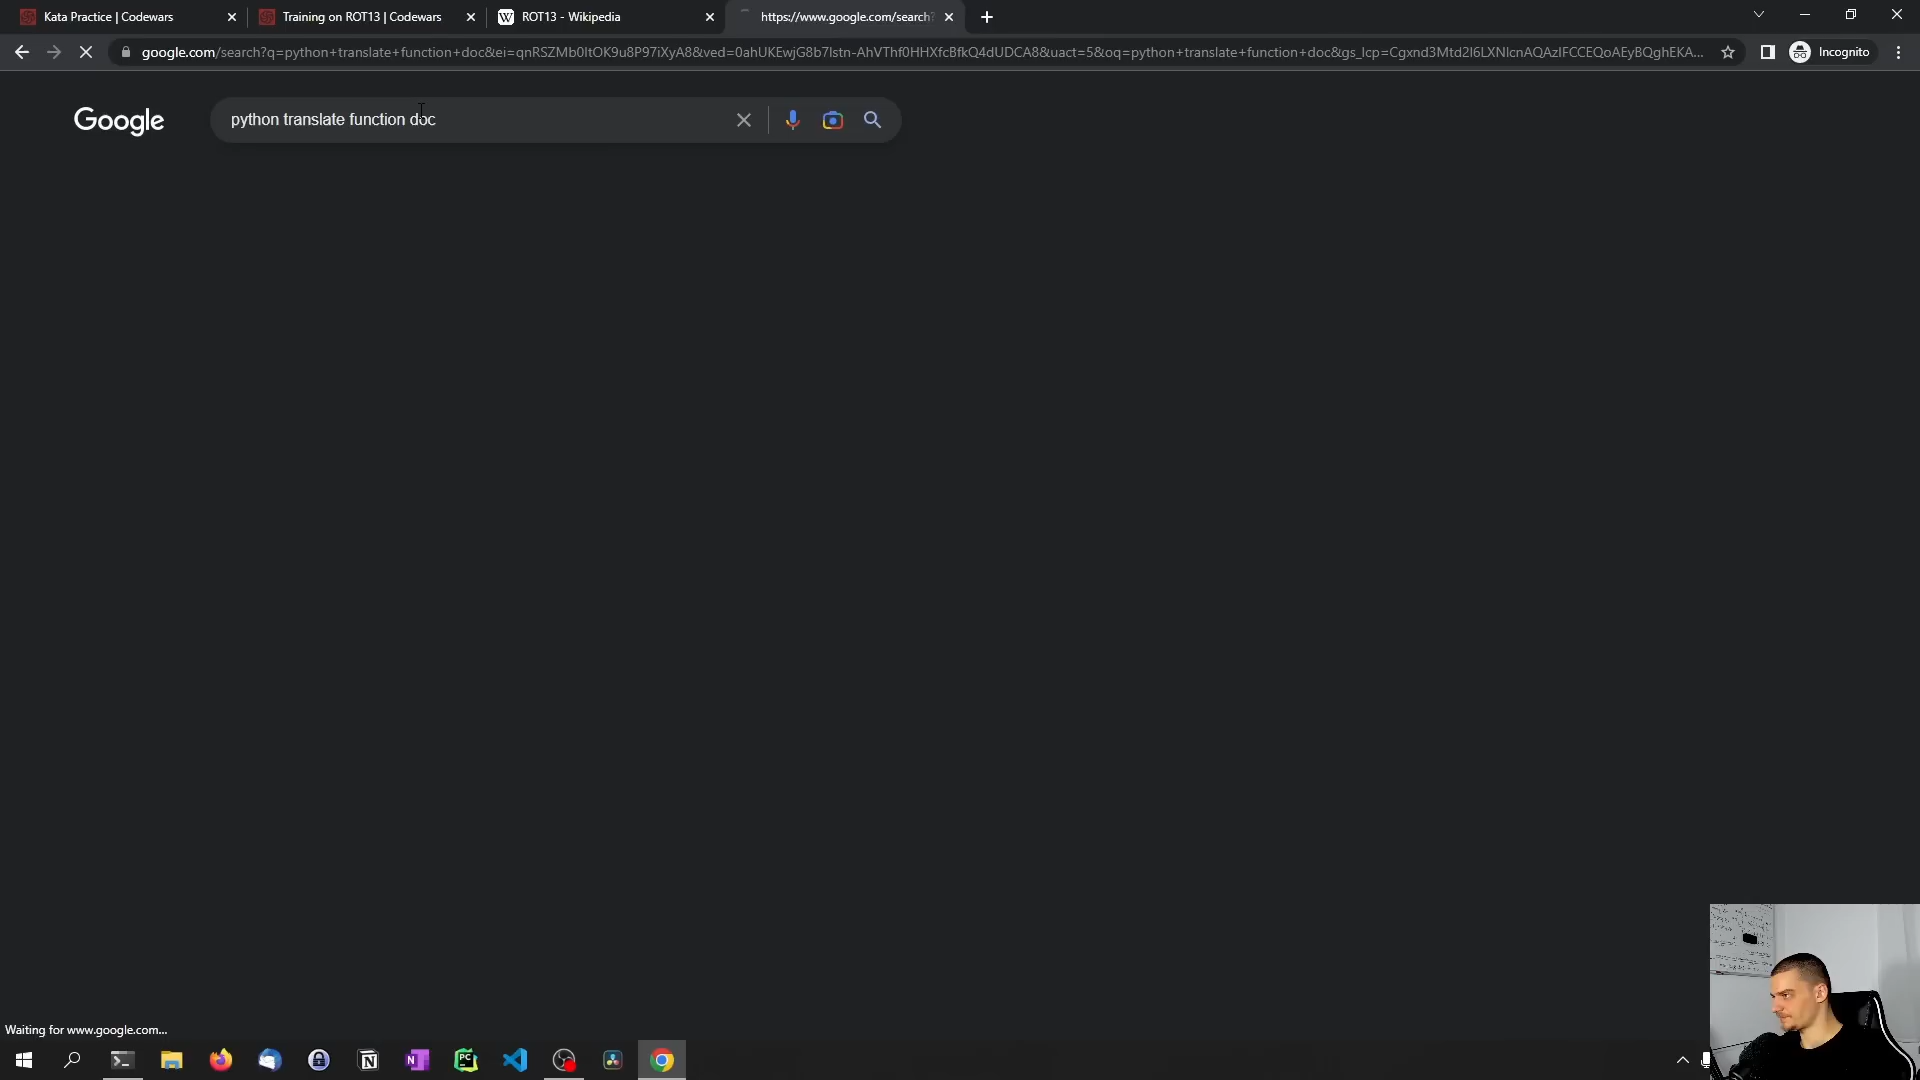 Kata Practice | Codewars
Training on ROT13 | Codewars
ROT13 - Wikipedia
https://www.google.com/search?
google.com/search?q=python+translate+function+doc&ei=qnRSZMb0ItOK9u8P97iXyA8&ved=0ahUKEwjG8b7Istn-AhVThf0HHXfcBfkQ4dUDCA8&uact=5&oq=python+translate+function+doc&gs_lcp=Cgxnd3Mtd2l6LXNlcnAQAzIFCCEQoAEyBQghEKA...
Incognito
Google
python translate function doc
Waiting for www.google.com...